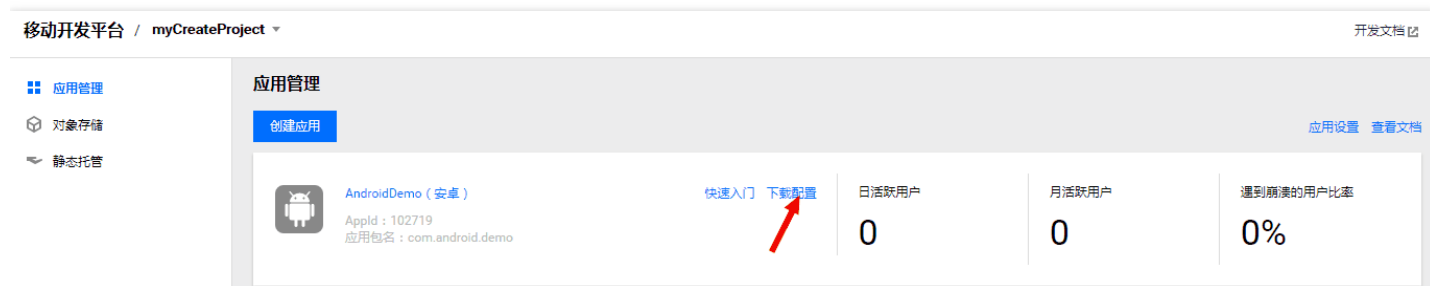 移动开发平台 / myCreateProject
开发文档
应用管理
对象存储
静态托管
应用管理
创建应用
应用设置 查看文档
AndroidDemo（安卓）
AppId：102719
应用包名：com.android.demo
快速入门 下载配置
日活跃用户
0
月活跃用户
0
遇到崩溃的用户比率
0%